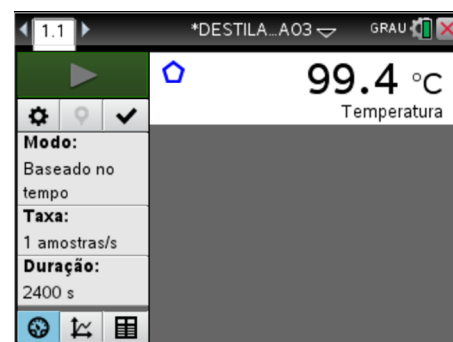 1.1
*DESTILA...A03
GRAU
99.4 °C
Temperatura
Modo:
Baseado no
tempo
Taxa:
1 amostras/s
Duração:
2400 s